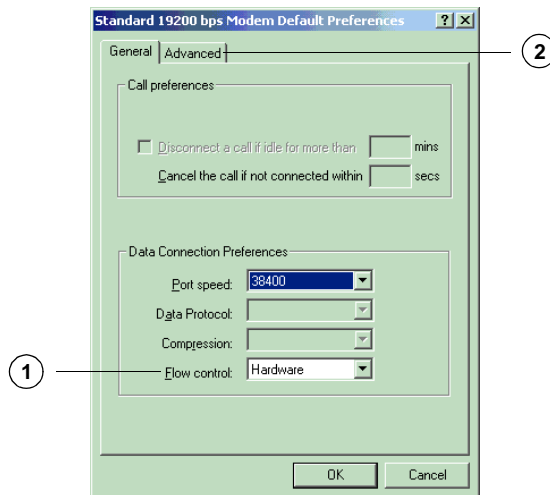 Standard 19200 bps Modem Default Preferences
General Advanced
2
Call preferences
Disconnect a call if idle for more than mins
Cancel the call if not connected within secs
Data Connection Preferences
Port speed: 38400
Data Protocol:
Compression:
1
Flow control: Hardware
OK Cancel